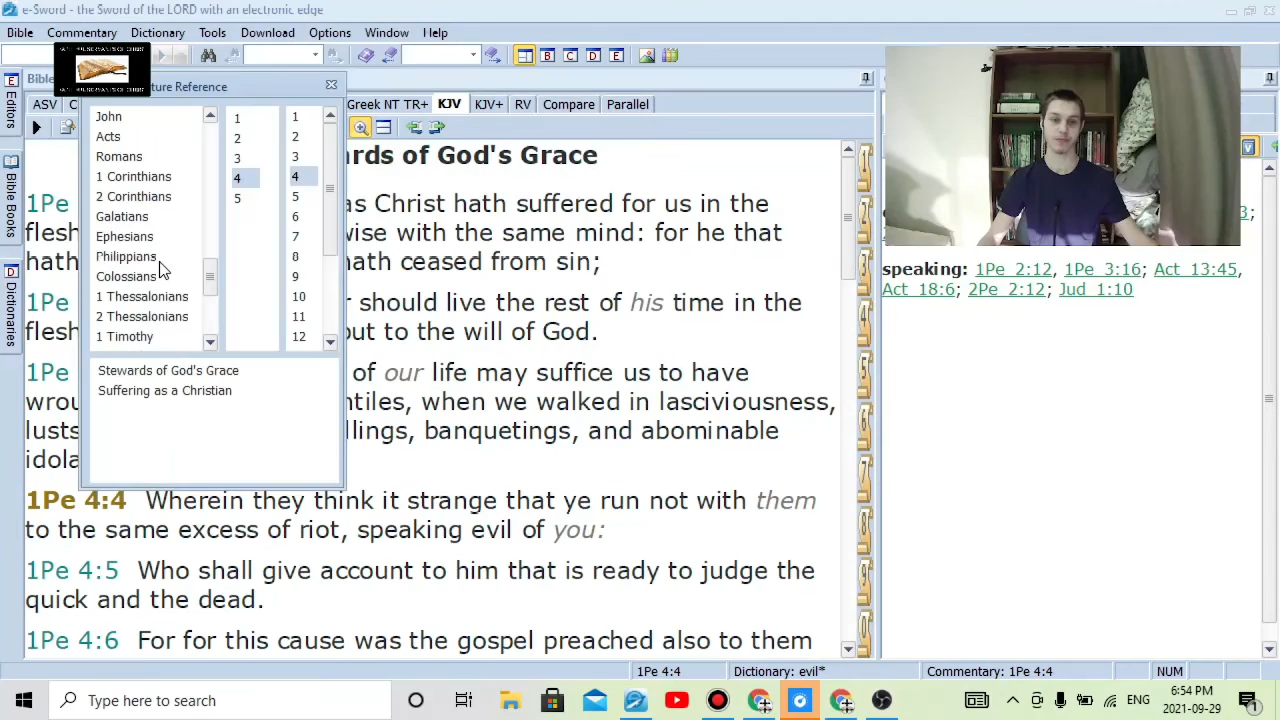 e-Sword - the Sword of the LORD with an electronic edge
Bible Commentary Dictionary Tools Download Options Window Help
B C D E
Bibl
ture Reference
ASV C Greek NT TR+ KJV KJV+ RV Compare Parallel
Editors
Bible Books
Dictionaries
John
Acts
Romans
1 Corinthians
2 Corinthians
Galatians
Ephesians
Philippians
Colossians
1 Thessalonians
2 Thessalonians
1 Timothy
1
2
3
4
5
1
2
3
4
5
6
7
8
9
10
11
12
Stewards of God's Grace
Suffering as a Christian
ards of God's Grace
1Pe as Christ hath suffered for us in the
flesh wise with the same mind: for he that
hath hath ceased from sin;
1Pe r should live the rest of his time in the
flesh but to the will of God.
1Pe of our life may suffice us to have
wrou ntiles, when we walked in lasciviousness,
lusts llings, banquetings, and abominable
idola
1Pe 4:4 Wherein they think it strange that ye run not with them
to the same excess of riot, speaking evil of you:
1Pe 4:5 Who shall give account to him that is ready to judge the
quick and the dead.
1Pe 4:6 For for this cause was the gospel preached also to them
3;
speaking: 1Pe 2:12, 1Pe 3:16; Act 13:45,
Act 18:6; 2Pe 2:12; Jud 1:10
1Pe 4:4 Dictionary: evil* Commentary: 1Pe 4:4 NUM
Type here to search
ENG
6:54 PM
2021-09-29
1